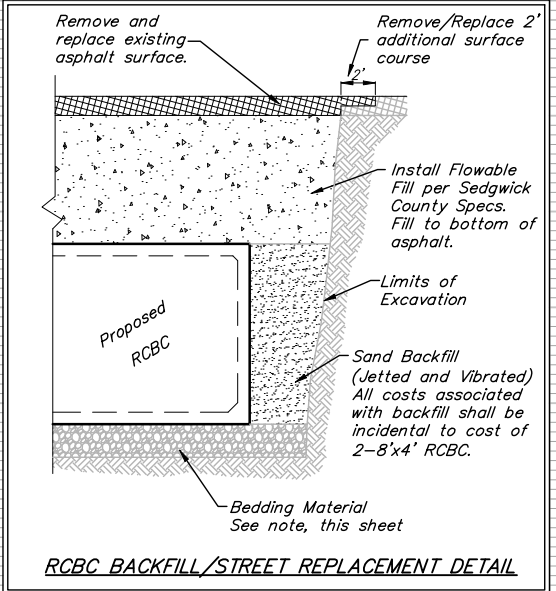 Remove and
replace existing
asphalt surface.
Remove/Replace 2'
additional surface
course
2'
Install Flowable
Fill per Sedgwick
County Specs.
Fill to bottom of
asphalt.
Limits of
Excavation
Proposed
RCBC
Sand Backfill
(Jetted and Vibrated)
All costs associated
with backfill shall be
incidental to cost of
2-8'x4' RCBC.
Bedding Material
See note, this sheet
RCBC BACKFILL/STREET REPLACEMENT DETAIL